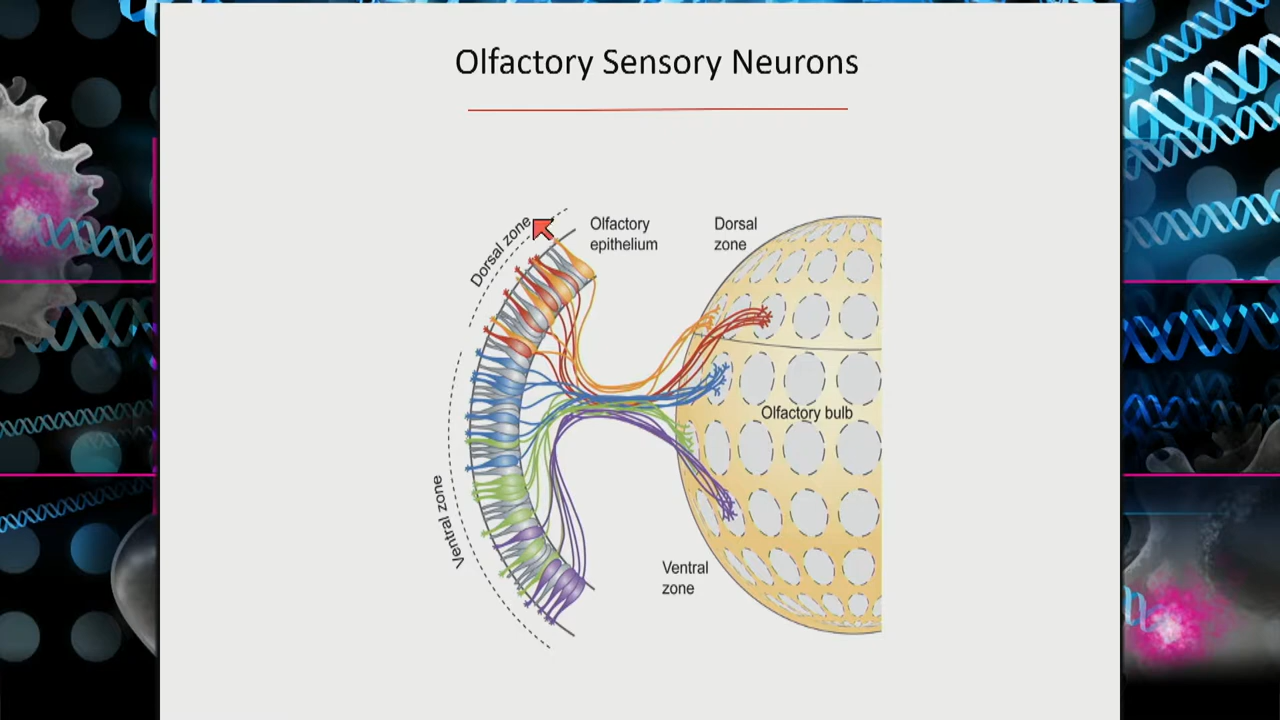 Olfactory Sensory Neurons
Dorsal zone
Olfactory
epithelium
Dorsal
zone
Olfactory bulb
Ventral zone
Ventral
zone